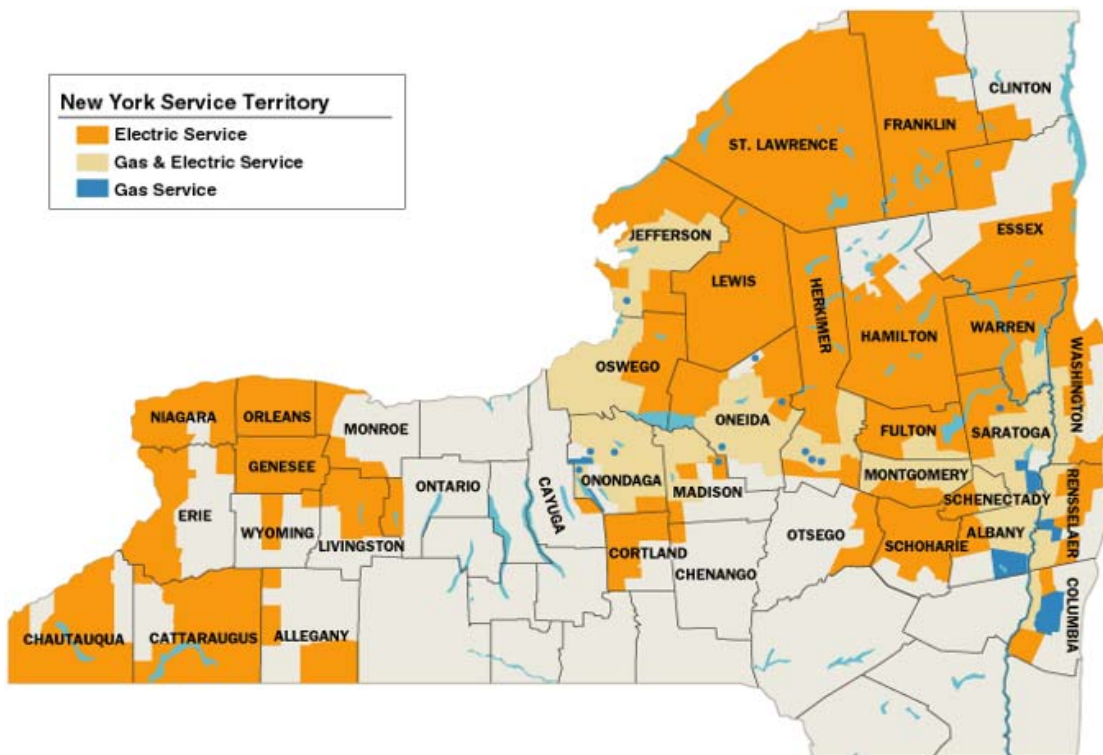 New York Service Territory
Electric Service
Gas & Electric Service
Gas Service
CLINTON
FRANKLIN
ST. LAWRENCE
ESSEX
JEFFERSON
LEWIS
HERKIMER
HAMILTON
WARREN
WASHINGTON
OSWEGO
ONEIDA
FULTON
SARATOGA
NIAGARA
ORLEANS
MONROE
GENESEE
ONTARIO
CAYUGA
ONONDAGA
MADISON
MONTGOMERY
SCHENECTADY
RENSSELAER
ERIE
WYOMING
LIVINGSTON
CORTLAND
CHENANGO
OTSEGO
SCHOHARIE
ALBANY
COLUMBIA
CHAUTAUQUA
CATTARAUGUS
ALLEGANY